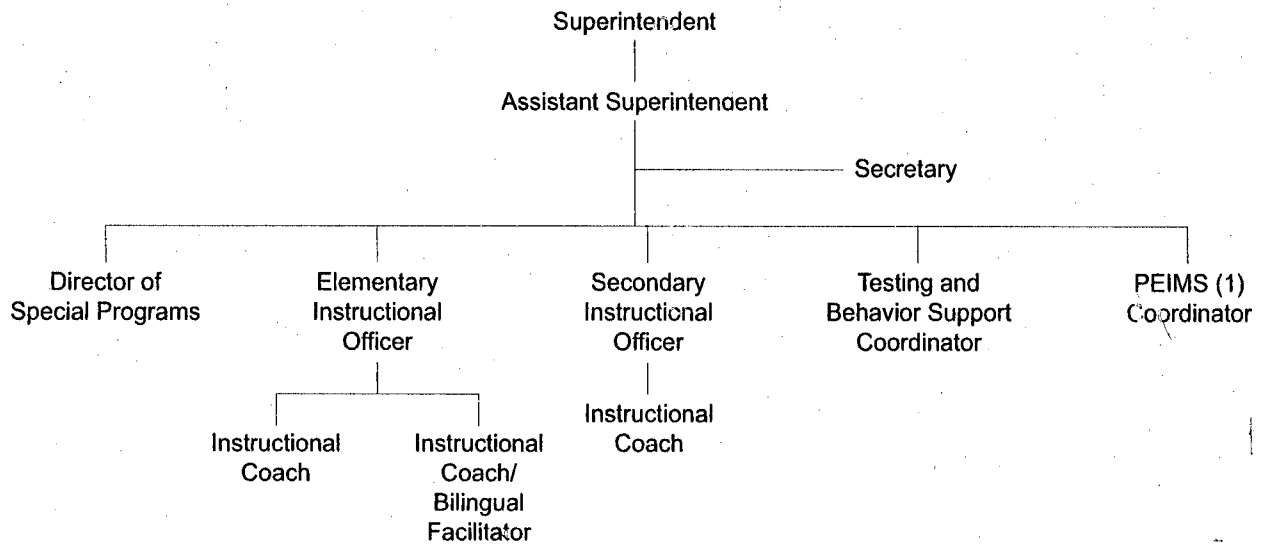 Superintendent
Assistant Superintendent
Secretary
Director of
Special Programs
Elementary
Instructional
Officer
Secondary
Instructional
Officer
Testing and
Behavior Support
Coordinator
PEIMS (1)
Coordinator
Instructional
Coach
Instructional
Coach/
Bilingual
Facilitator
Instructional
Coach